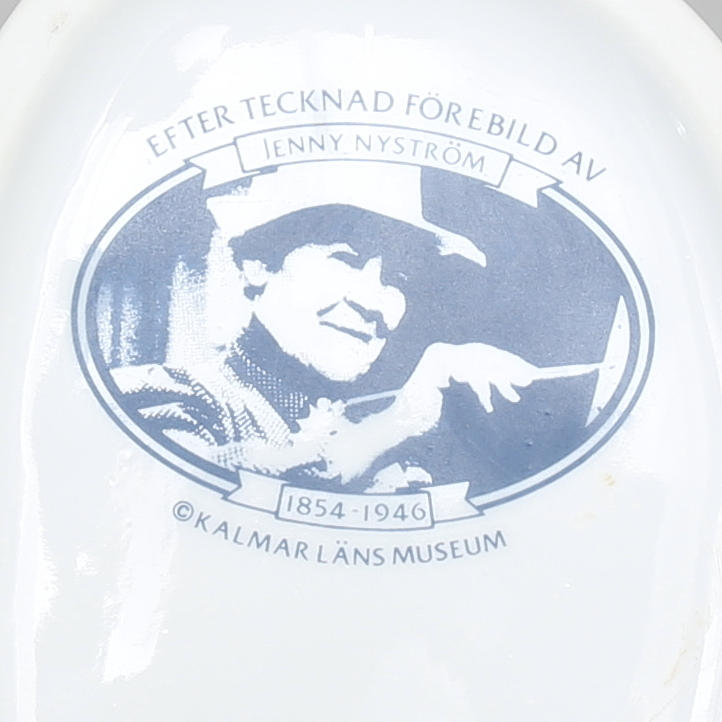 EFTER TECKNAD FÖREBILD AV
JENNY NYSTRÖM
1854-1946
©KALMAR LÄNS MUSEUM